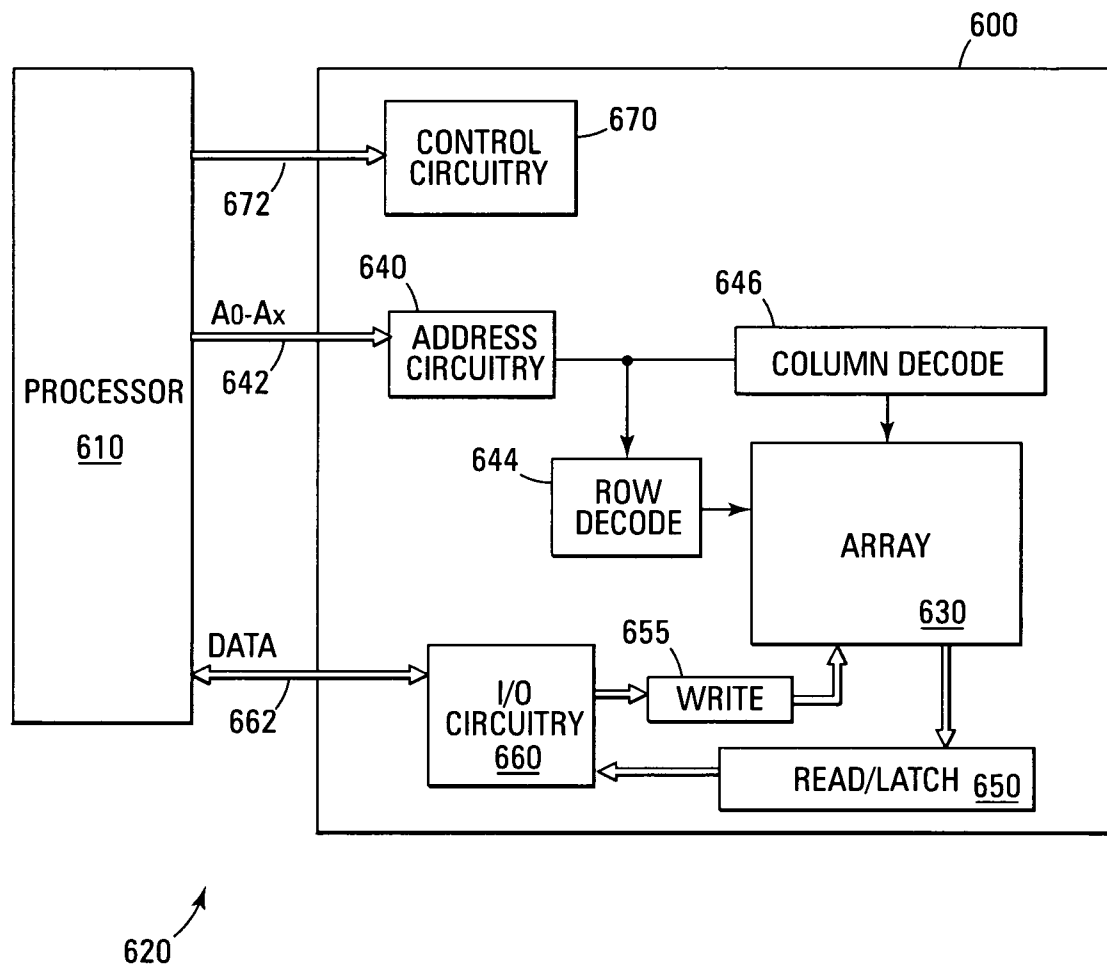 600
670
CONTROL
CIRCUITRY
672
640
646
A0-Ax
ADDRESS
CIRCUITRY
COLUMN DECODE
642
PROCESSOR
610
644
ROW
DECODE
ARRAY
630
655
DATA
I/O
CIRCUITRY
660
WRITE
662
READ/LATCH 650
620